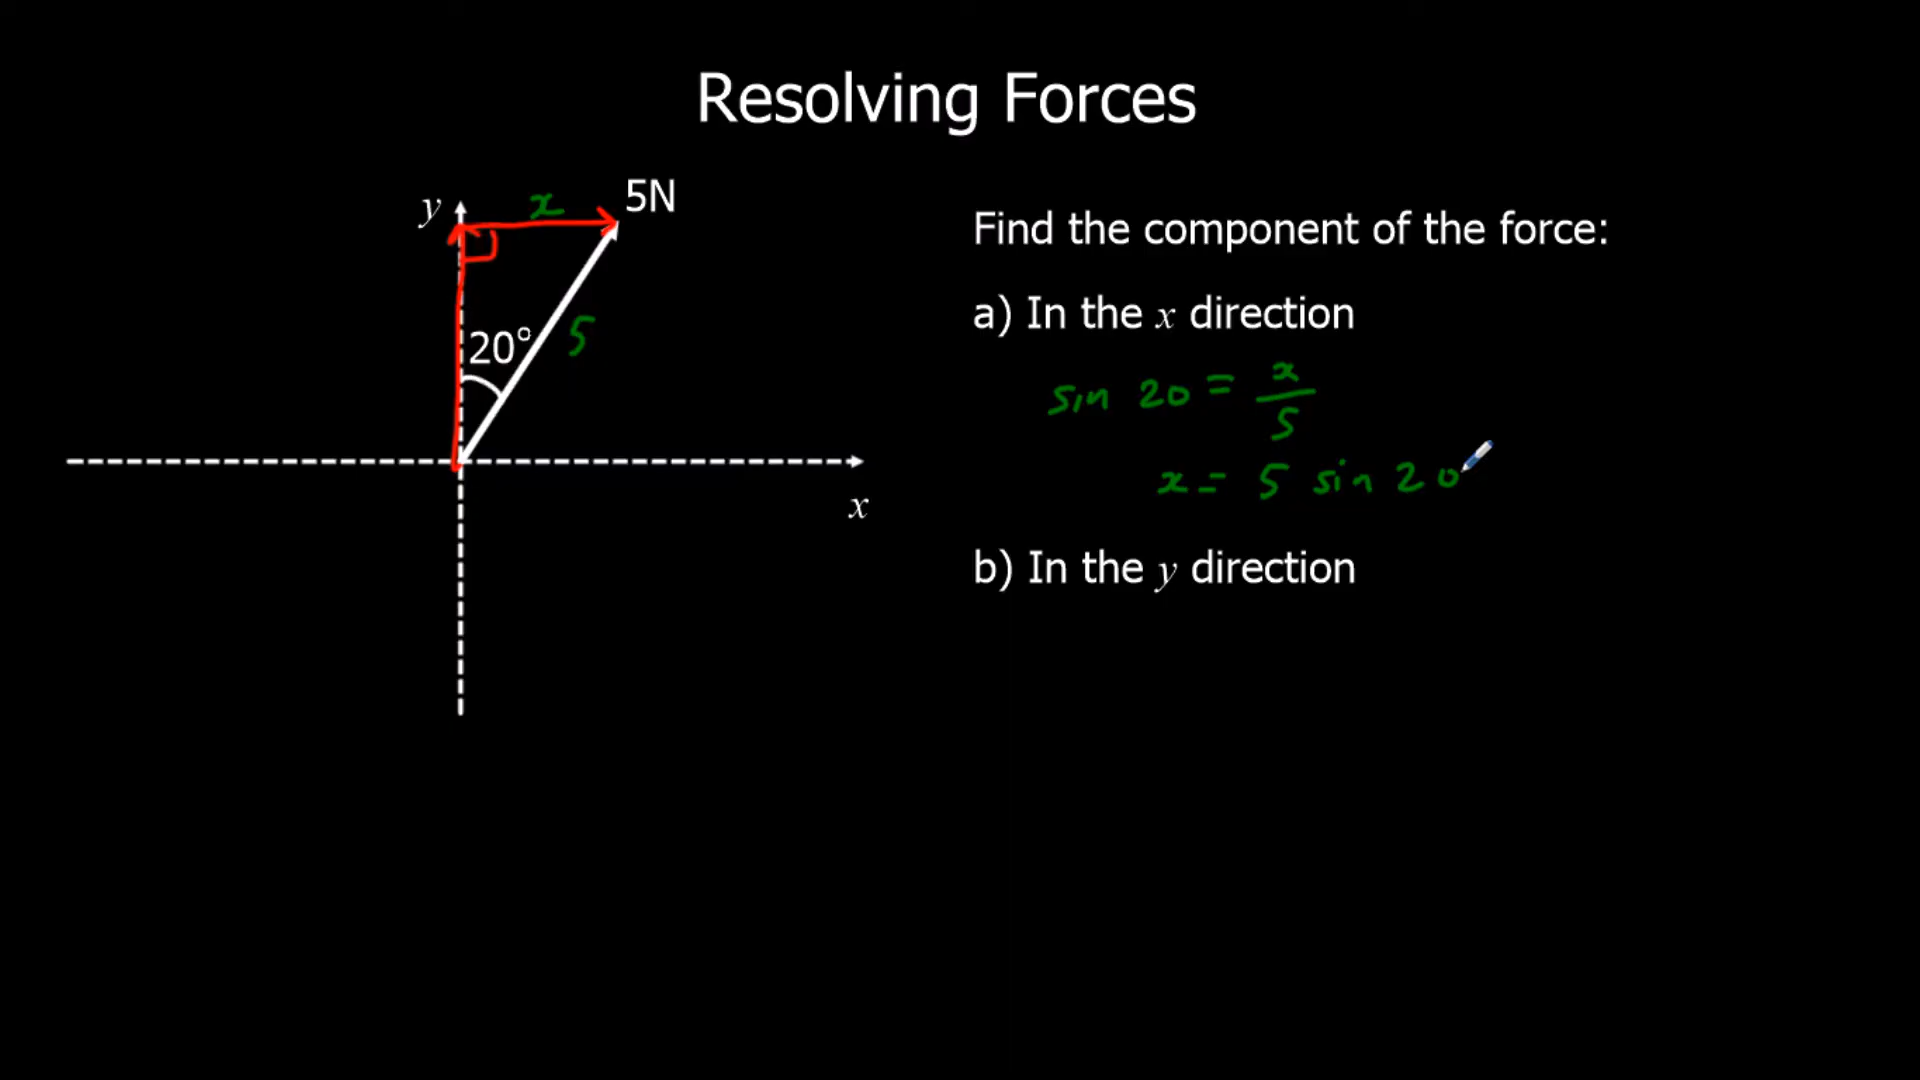 Resolving Forces
y
x
5N
20°
5
x
Find the component of the force:
a) In the x direction
sin 20 = x/5
x = 5 sin 20
b) In the y direction